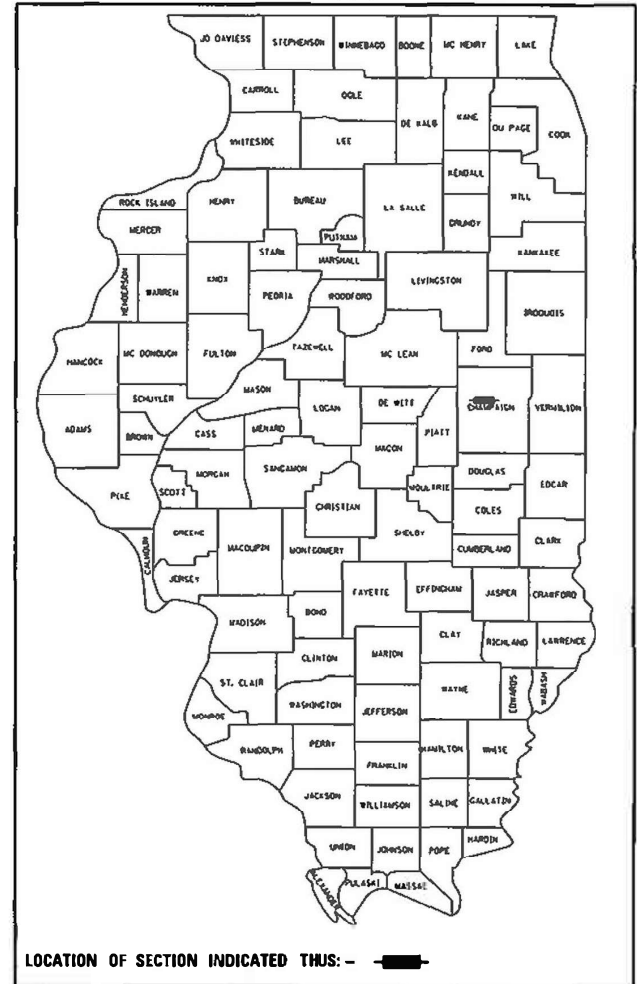 JO DAVIESS STEPHENSON WINNEBAGO BOONE MC HENRY LAKE
CARROLL OGLE DE KALB KANE DU PAGE COOK
WHITESIDE LEE
KENDALL
ROCK ISLAND HENRY BUREAU LA SALLE GRUNDY WILL
MERCER PUTNAM
STARK MARSHALL KANKAKEE
HENDERSON WARREN KNOX PEORIA WOODFORD LIVINGSTON IROQUOIS
HANCOCK MC DONOUGH FULTON TAZEWELL MC LEAN FORD
MASON
ADAMS SCHUYLER LOGAN DE WITT CHAMPAIGN VERMILION
BROWN CASS MENARD MACON PIATT
PIKE SCOTT MORGAN SANGAMON DOUGLAS EDGAR
CHRISTIAN MOULTRIE COLES
CALHOUN GREENE MACOUPIN MONTGOMERY SHELBY CUMBERLAND CLARK
JERSEY FAYETTE EFFINGHAM JASPER CRAWFORD
MADISON BOND
CLAY RICHLAND LAWRENCE
CLINTON MARION
ST. CLAIR WAYNE EDWARDS WABASH
MONROE WASHINGTON JEFFERSON
RANDOLPH PERRY HAMILTON WHITE
FRANKLIN
JACKSON WILLIAMSON SALINE GALLATIN
UNION JOHNSON POPE HARDIN
ALEXANDER PULASKI MASSAC
LOCATION OF SECTION INDICATED THUS:-